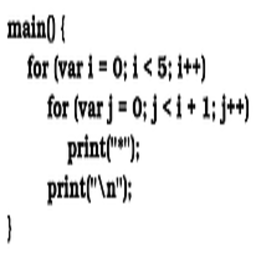 main() {
for (var i = 0; i < 5; i++)
for (var j = 0; j < i + 1; j++)
print("*");
print("\n");
}